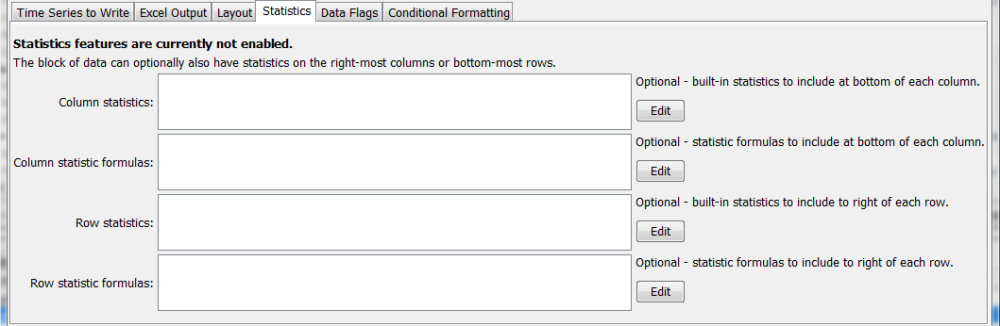 Time Series to Write Excel Output Layout Statistics Data Flags Conditional Formatting
Statistics features are currently not enabled.
The block of data can optionally also have statistics on the right-most columns or bottom-most rows.
Column statistics:
Optional - built-in statistics to include at bottom of each column.
Edit
Column statistic formulas:
Optional - statistic formulas to include at bottom of each column.
Edit
Row statistics:
Optional - built-in statistics to include to right of each row.
Edit
Row statistic formulas:
Optional - statistic formulas to include to right of each row.
Edit